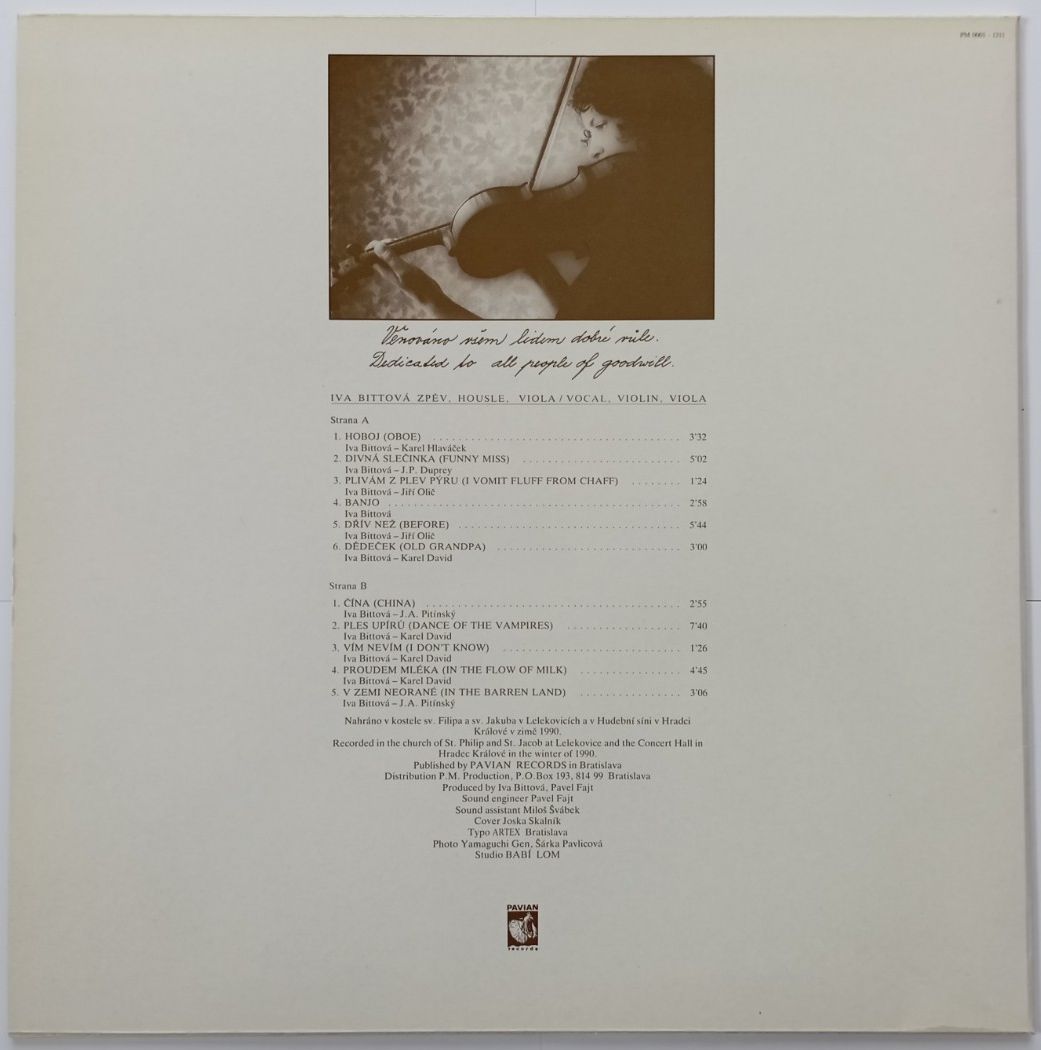 PM 0005 - 1311
Věnováno všem lidem dobré vůle.
Dedicated to all people of goodwill.
IVA BITTOVÁ ZPĚV, HOUSLE, VIOLA / VOCAL, VIOLIN, VIOLA
Strana A
1. HOBOJ (OBOE) 3'32
Iva Bittová – Karel Hlaváček
2. DIVNÁ SLEČINKA (FUNNY MISS) 5'02
Iva Bittová – J.P. Duprey
3. PLIVÁM Z PLEV PÝRU (I VOMIT FLUFF FROM CHAFF) 1'24
Iva Bittová – Jiří Olič
4. BANJO 2'58
Iva Bittová
5. DŘÍV NEŽ (BEFORE) 5'44
Iva Bittová – Jiří Olič
6. DĚDEČEK (OLD GRANDPA) 3'00
Iva Bittová – Karel David
Strana B
1. ČÍNA (CHINA) 2'55
Iva Bittová – J.A. Pitínský
2. PLES UPÍRŮ (DANCE OF THE VAMPIRES) 7'40
Iva Bittová – Karel David
3. VÍM NEVÍM (I DON'T KNOW) 1'26
Iva Bittová – Karel David
4. PROUDEM MLÉKA (IN THE FLOW OF MILK) 4'45
Iva Bittová – Karel David
5. V ZEMI NEORANÉ (IN THE BARREN LAND) 3'06
Iva Bittová – J.A. Pitínský
Nahráno v kostele sv. Filipa a sv. Jakuba v Lelekovicích a v Hudební síni v Hradci
Králové v zimě 1990.
Recorded in the church of St. Philip and St. Jacob at Lelekovice and the Concert Hall in
Hradec Králové in the winter of 1990.
Published by PAVIAN RECORDS in Bratislava
Distribution P.M. Production, P.O.Box 193, 814 99 Bratislava
Produced by Iva Bittová, Pavel Fajt
Sound engineer Pavel Fajt
Sound assistant Miloš Švábek
Cover Joska Skalník
Typo ARTEX Bratislava
Photo Yamaguchi Gen, Šárka Pavlicová
Studio BABÍ LOM
PAVIAN
records